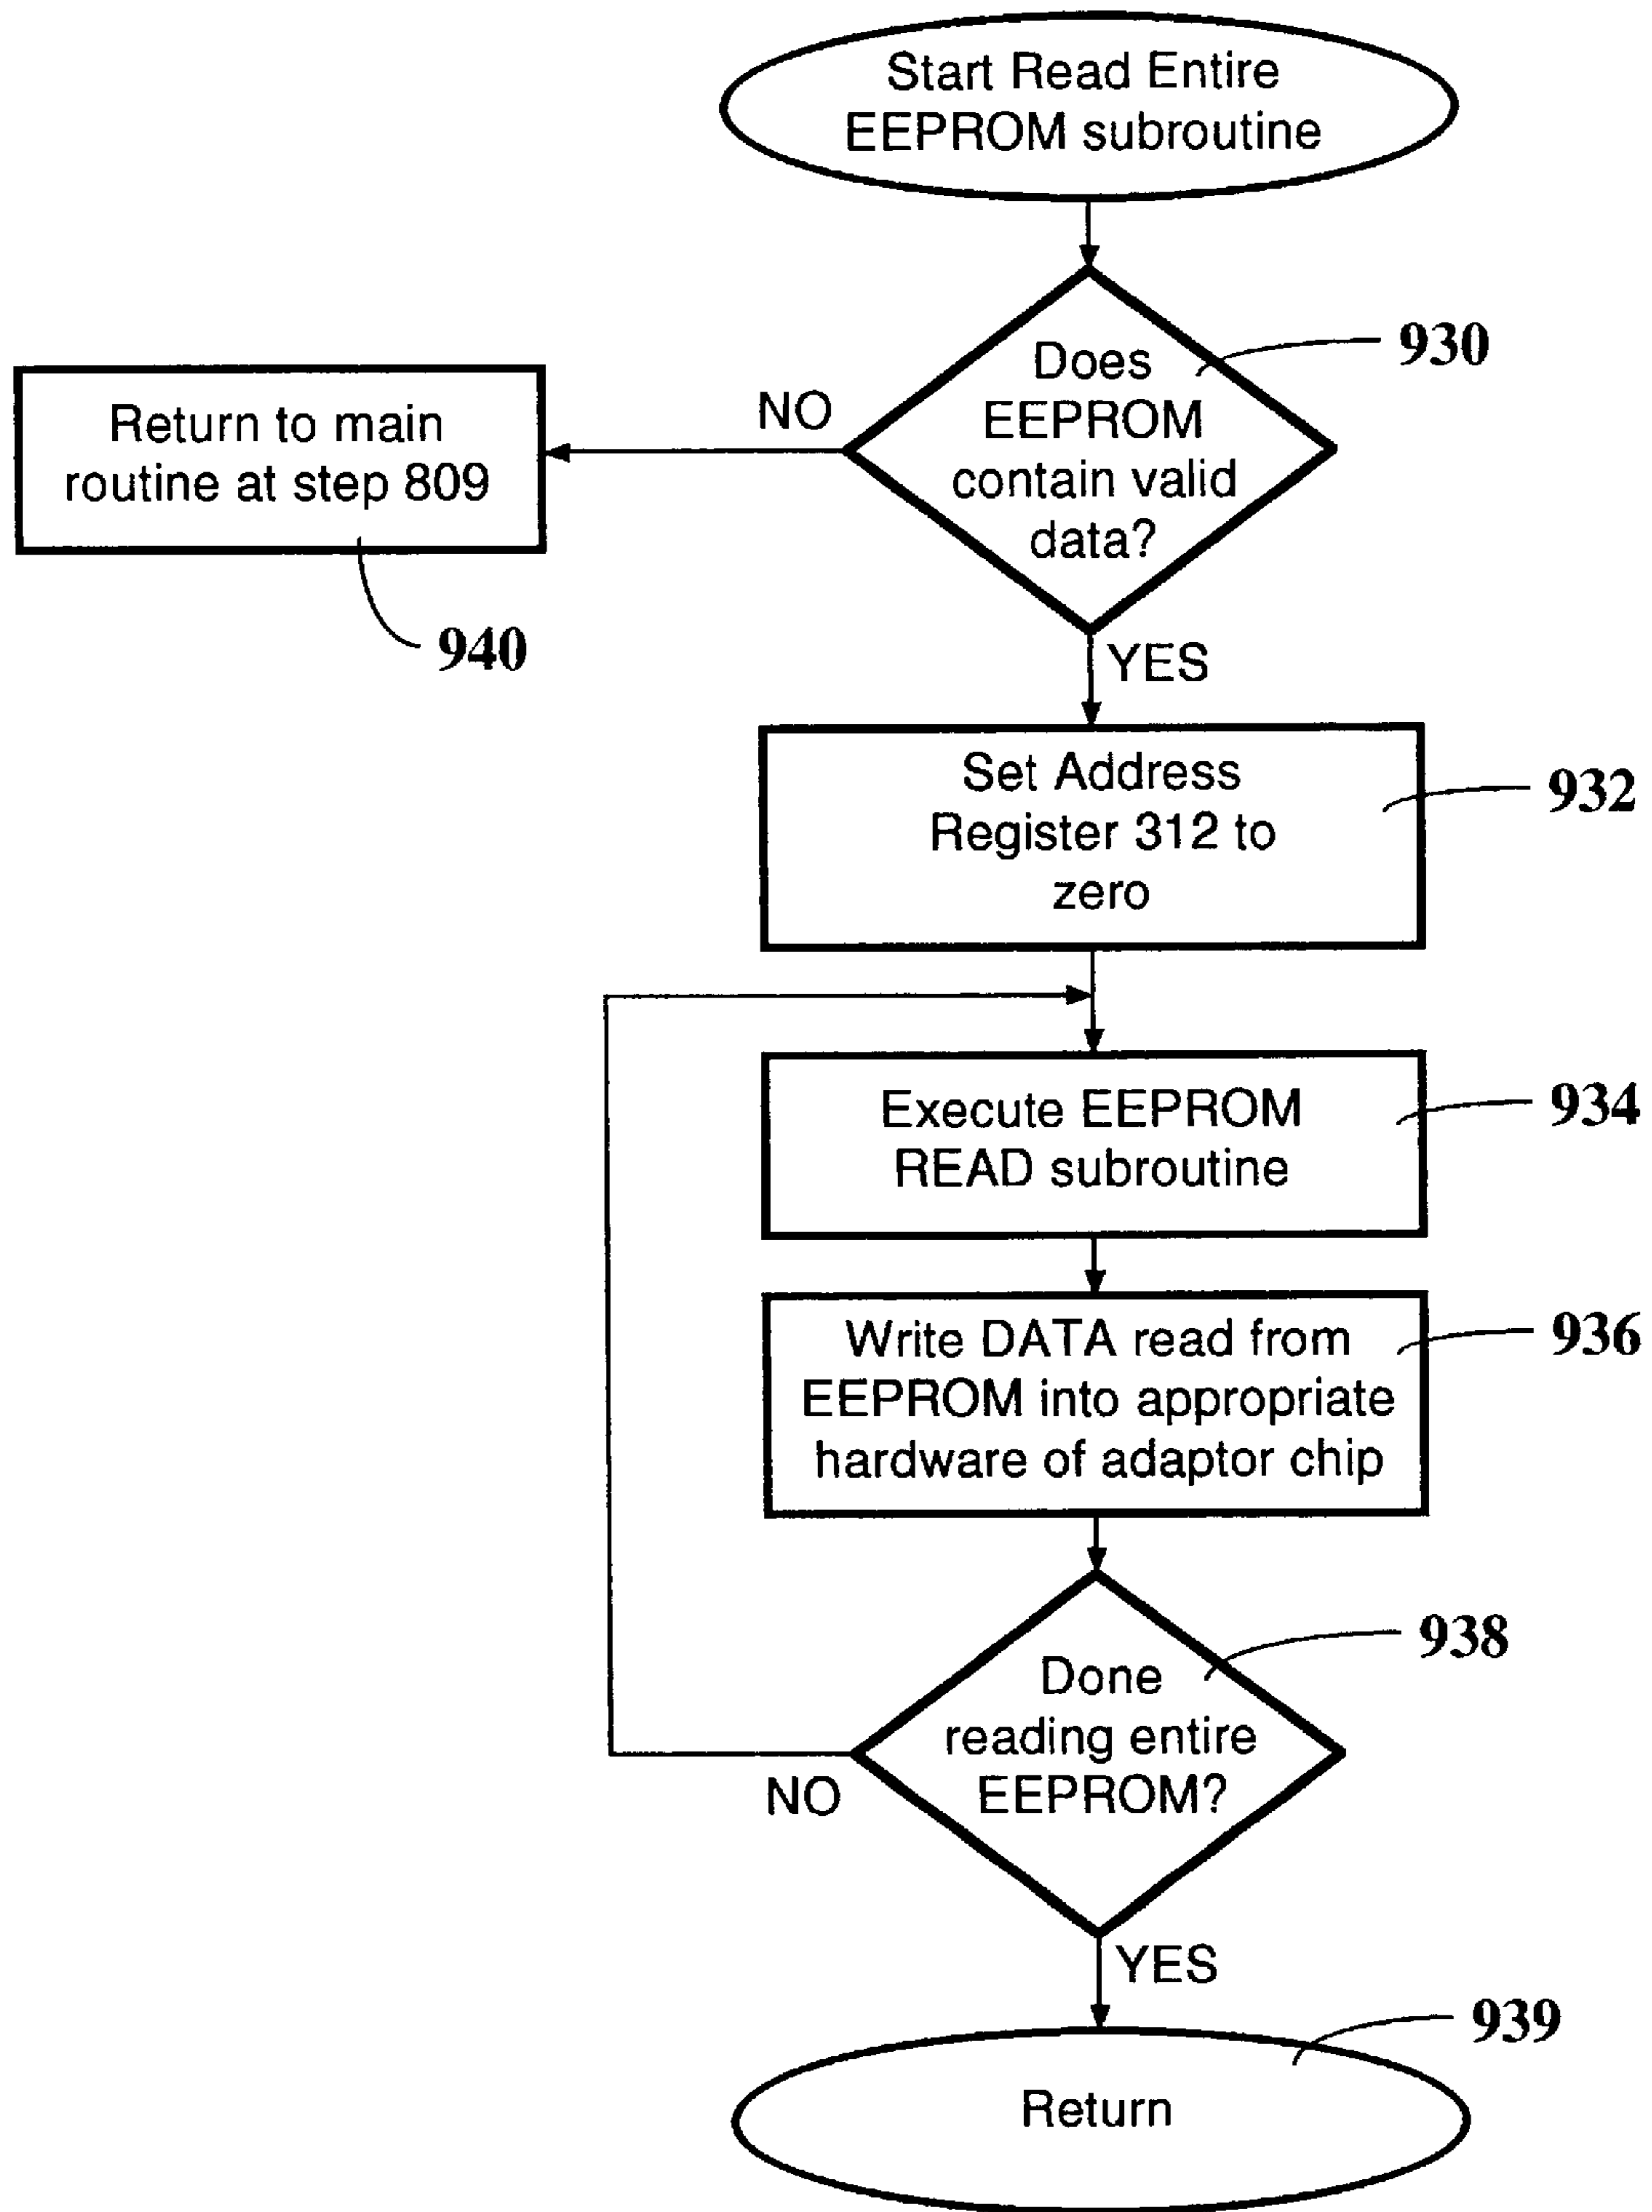 Start Read Entire
EEPROM subroutine
Does
EEPROM
contain valid
data?
930
NO
Return to main
routine at step 809
940
YES
Set Address
Register 312 to
zero
932
Execute EEPROM
READ subroutine
934
Write DATA read from
EEPROM into appropriate
hardware of adaptor chip
936
Done
reading entire
EEPROM?
938
NO
YES
939
Return